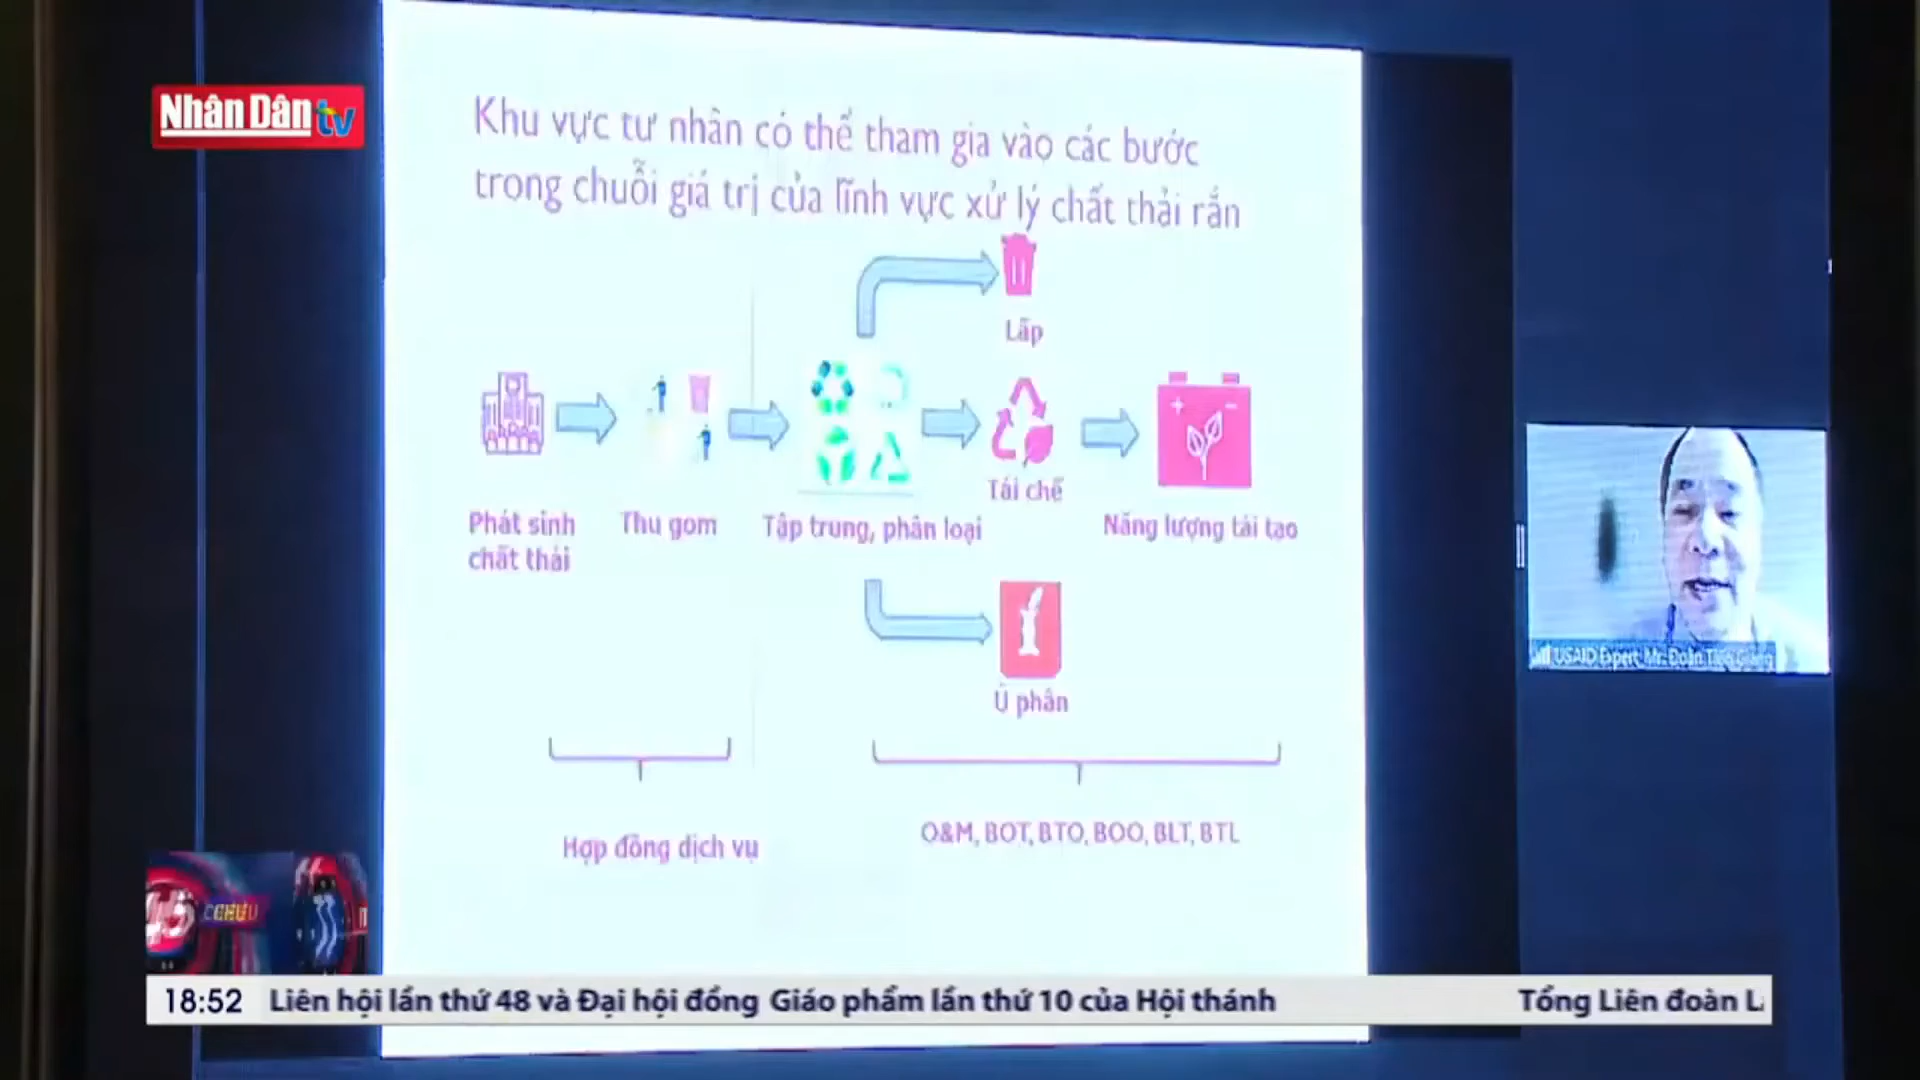 Nhân Dân tv
Khu vực tư nhân có thể tham gia vào các bước
trong chuỗi giá trị của lĩnh vực xử lý chất thải rắn
Lấp
Tái chế
Phát sinh
chất thải
Thu gom
Tập trung, phân loại
Năng lượng tái tạo
Ủ phân
Hợp đồng dịch vụ
O&M, BOT, BTO, BOO, BLT, BTL
USAID Expert, Mr. Đoàn Tiến Giang
18:52 Liên hội lần thứ 48 và Đại hội đồng Giáo phẩm lần thứ 10 của Hội thánh
Tổng Liên đoàn L